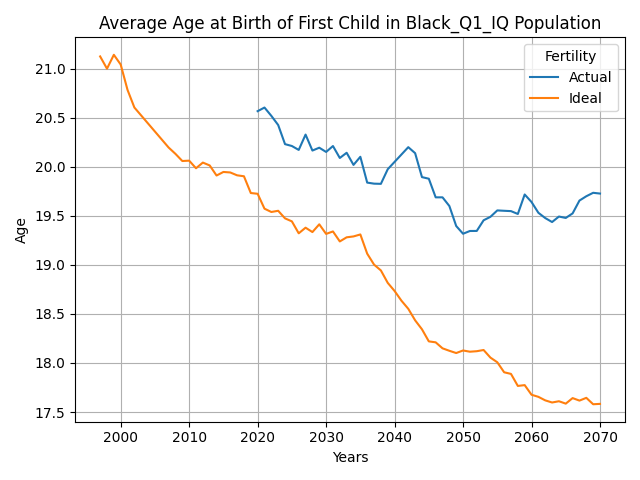 Average Age at Birth of First Child in Black_Q1_IQ Population
Fertility
Actual
Ideal
Age
21.0
20.5
20.0
19.5
19.0
18.5
18.0
17.5
2000
2010
2020
2030
2040
2050
2060
2070
Years